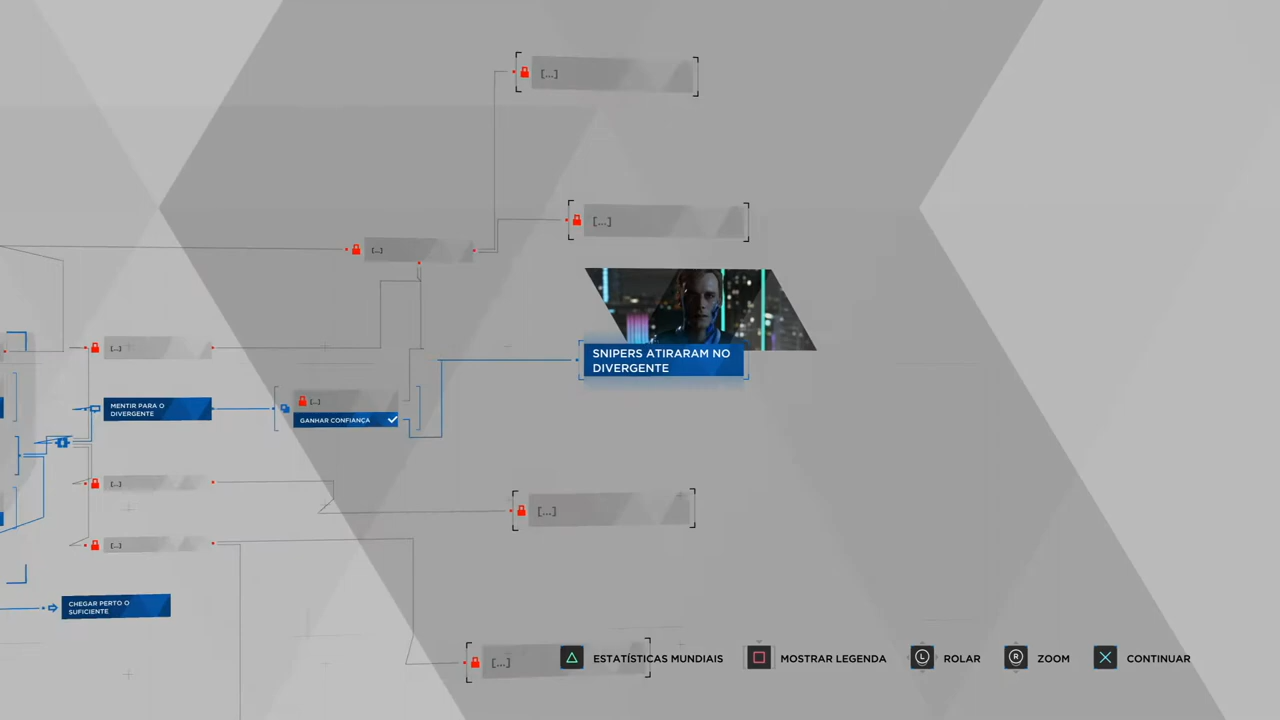 [...]
[...]
[...]
SNIPERS ATIRARAM NO
DIVERGENTE
[...]
MENTIR PARA O
DIVERGENTE
[...]
GANHAR CONFIANÇA
[...]
[...]
[...]
CHEGAR PERTO O
SUFICIENTE
[...]
ESTATÍSTICAS MUNDIAIS
MOSTRAR LEGENDA
L
ROLAR
R
ZOOM
CONTINUAR